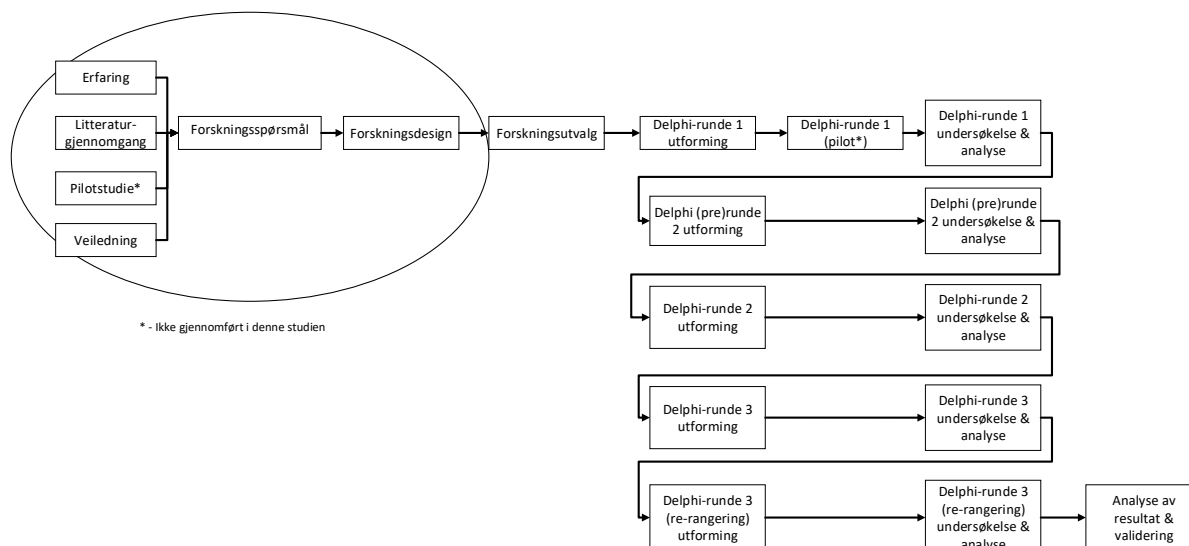 Erfaring
Litteratur-
gjennomgang
Pilotstudie*
Veiledning
Forskningsspørsmål
Forskningsdesign
Forskningsutvalg
Delphi-runde 1
utforming
Delphi-runde 1
(pilot*)
Delphi-runde 1
undersøkelse &
analyse
Delphi (pre)runde
2 utforming
Delphi (pre)runde
2 undersøkelse &
analyse
Delphi-runde 2
utforming
Delphi-runde 2
undersøkelse &
analyse
Delphi-runde 3
utforming
Delphi-runde 3
undersøkelse &
analyse
Delphi-runde 3
(re-rangering)
utforming
Delphi-runde 3
(re-rangering)
undersøkelse &
analyse
Analyse av
resultat &
validering
* - Ikke gjennomført i denne studien